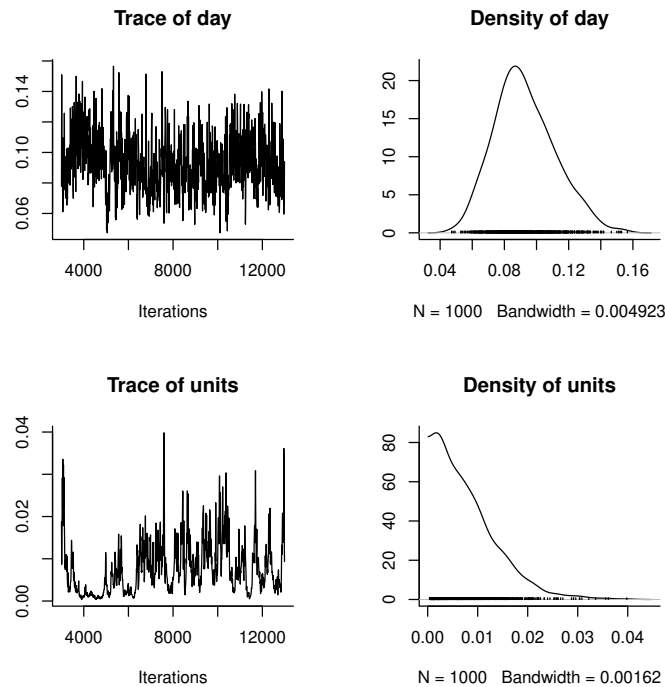 Trace of day
0.06 0.10 0.14
4000 8000 12000
Iterations
Density of day
0 5 10 15 20
0.04 0.08 0.12 0.16
N = 1000 Bandwidth = 0.004923
Trace of units
0.00 0.02 0.04
4000 8000 12000
Iterations
Density of units
0 20 40 60 80
0.00 0.01 0.02 0.03 0.04
N = 1000 Bandwidth = 0.00162